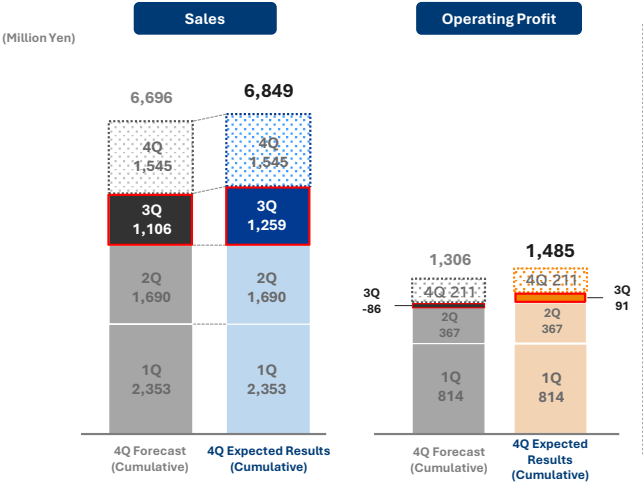 Sales
Operating Profit
(Million Yen)
6,696
6,849
4Q
1,545
4Q
1,545
3Q
1,106
3Q
1,259
2Q
1,690
2Q
1,690
1Q
2,353
1Q
2,353
4Q Forecast
(Cumulative)
4Q Expected Results
(Cumulative)
1,306
1,485
4Q 211
4Q 211
3Q
-86
3Q
91
2Q
367
2Q
367
1Q
814
1Q
814
4Q Forecast
(Cumulative)
4Q Expected
Results
(Cumulative)